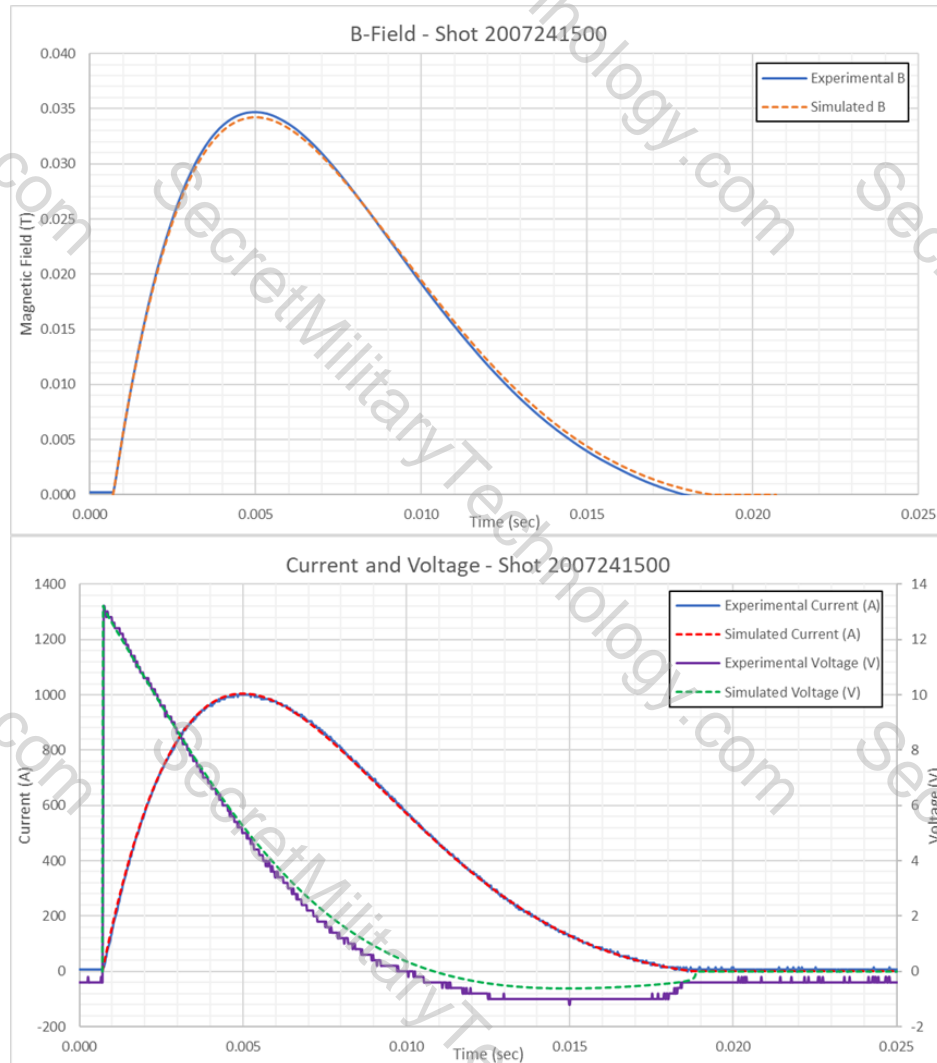 B-Field - Shot 2007241500
0.040
0.035
0.030
0.025
0.020
0.015
0.010
0.005
0.000
Magnetic Field (T)
Experimental B
Simulated B
0.000 0.005 0.010 0.015 0.020 0.025
Time (sec)
Current and Voltage - Shot 2007241500
1400
1200
1000
800
600
400
200
0
-200
Current (A)
Experimental Current (A)
Simulated Current (A)
Experimental Voltage (V)
Simulated Voltage (V)
14
12
10
8
6
4
2
0
-2
Voltage (V)
0.000 0.005 0.010 0.015 0.020 0.025
Time (sec)
SecretMilitaryTechnology.com